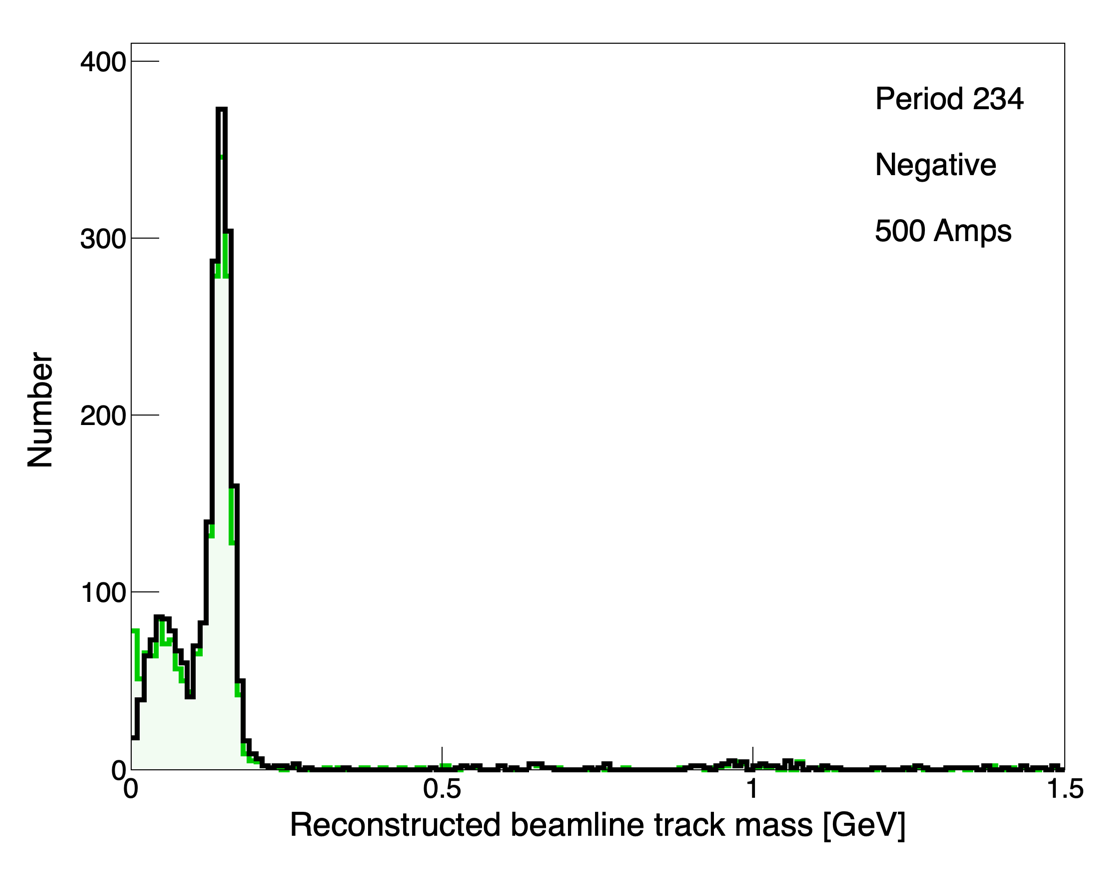 400
300
200
100
0
0
0.5
1
1.5
Number
Reconstructed beamline track mass [GeV]
Period 234
Negative
500 Amps